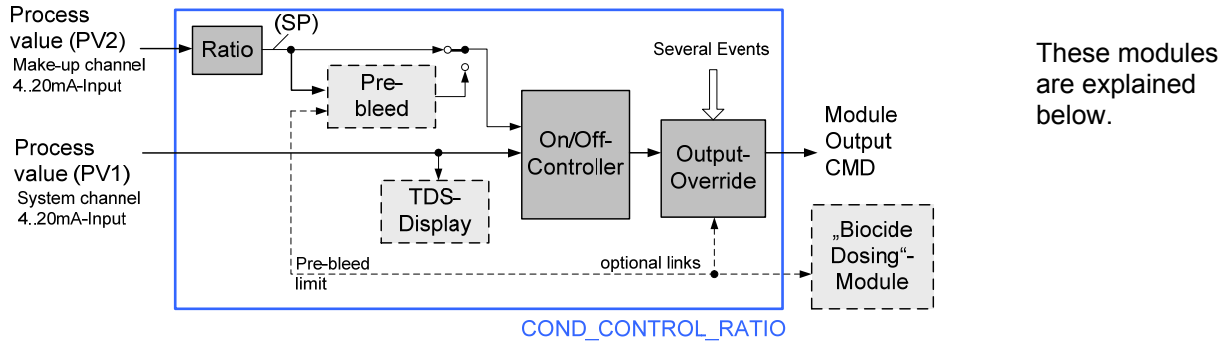 Process
value (PV2)
Make-up channel
4..20mA-Input
Ratio
(SP)
Pre-
bleed
Several Events
These modules
are explained
below.
Process
value (PV1)
System channel
4..20mA-Input
On/Off-
Controller
Output-
Override
Module
Output
CMD
TDS-
Display
Pre-bleed
limit
optional links
„Biocide
Dosing“-
Module
COND_CONTROL_RATIO